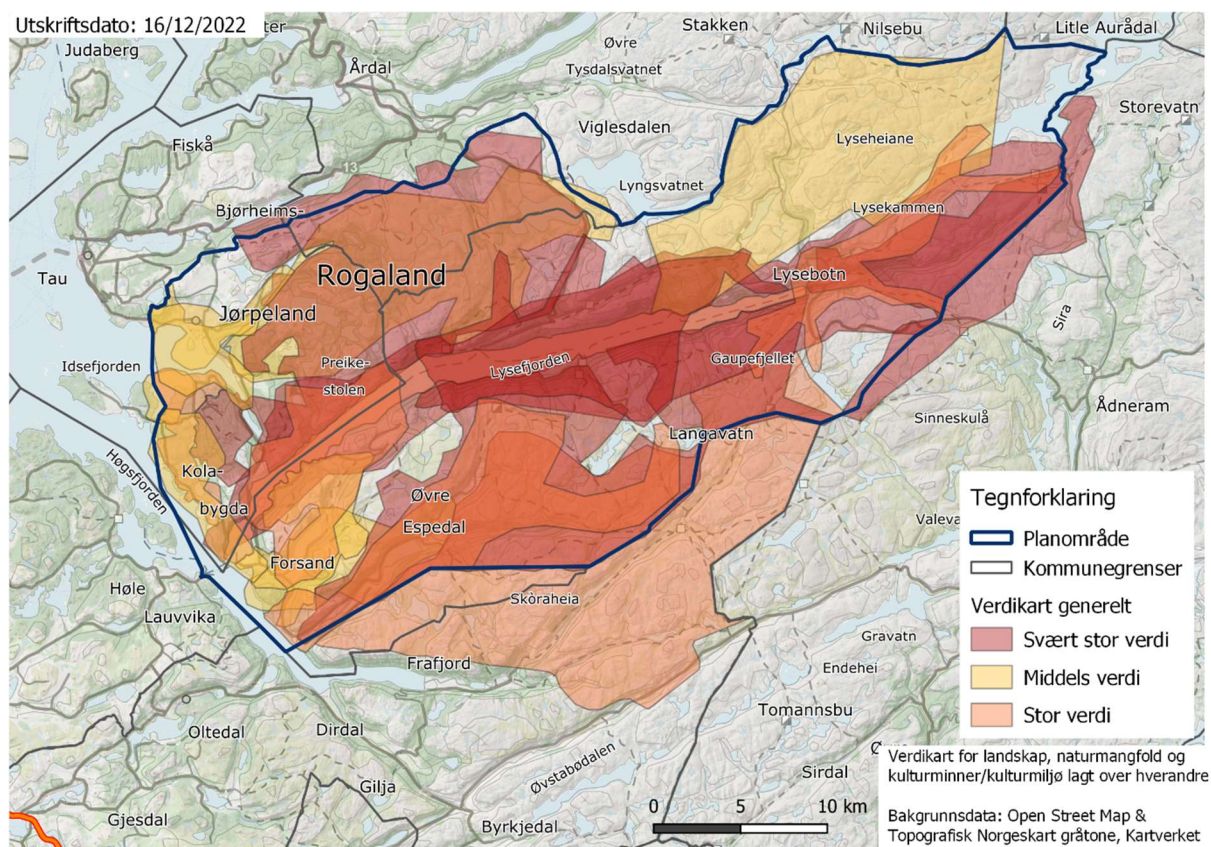 Utskriftsdato: 16/12/2022
Stakken
Nilsebu
Litle Aurådal
Judaberg
Øvre
Tysdalsvatnet
Årdal
Storevatn
Viglesdalen
Fiskå
Lyseheiane
13
Lyngsvatnet
Bjørheims-
Lysekammen
Tau
Rogaland
Lysebotn
Jørpeland
Sira
Idsefjorden
Preike-
stolen
Lysefjorden
Gaupefjellet
Ådneram
Sinneskulå
Langavatn
Høgsfjorden
Kola-
bygda
Øvre
Espedal
Forsand
Høle
Lauvvika
Skòraheia
Frafjord
Gravatn
Endehei
Tomannsbu
Oltedal
Dirdal
Øvstabødalen
Sirdal
Gilja
Gjesdal
Byrkjedal
Tegnforklaring
Planområde
Kommunegrenser
Verdikart generelt
Svært stor verdi
Middels verdi
Stor verdi
Verdikart for landskap, naturmangfold og
kulturminner/kulturmiljø lagt over hverandre
Bakgrunnsdata: Open Street Map &
Topografisk Norgeskart gråtone, Kartverket
0 5 10 km